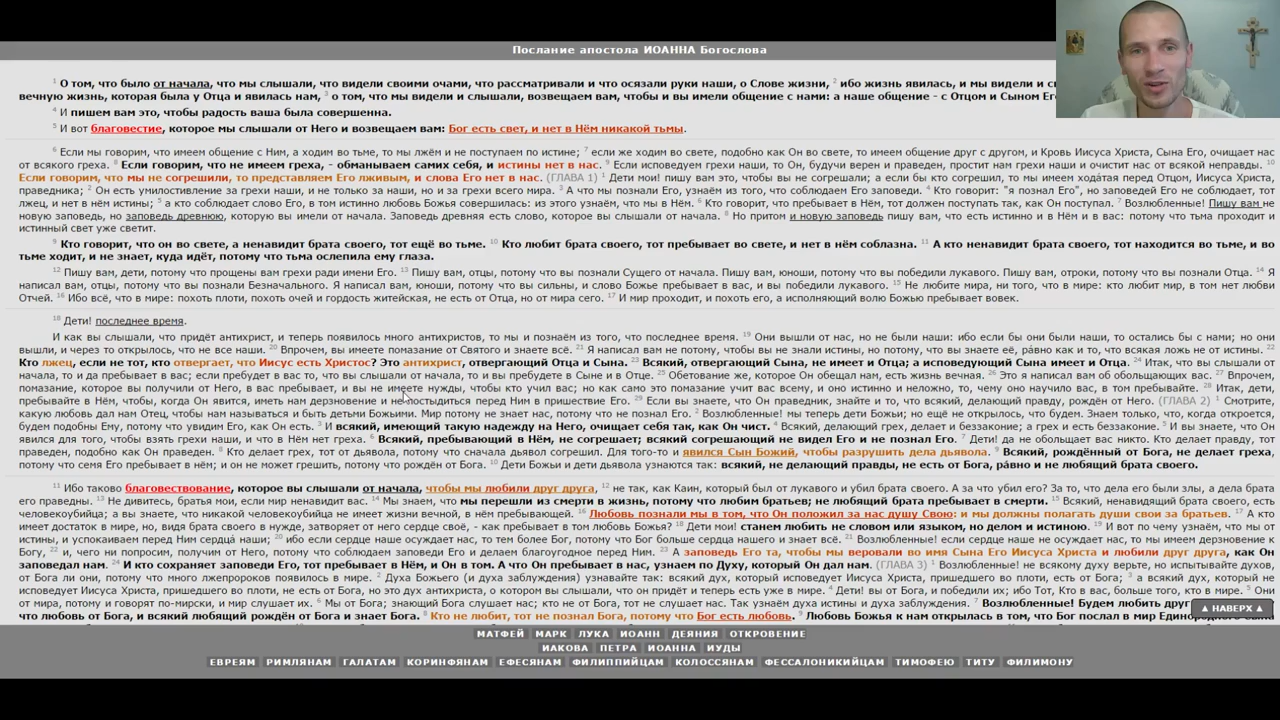 Послание апостола ИОАННА Богослова
1 О том, что было от начала, что мы слышали, что видели своими очами, что рассматривали и что осязали руки наши, о Слове жизни, 2 ибо жизнь явилась, и мы видели и
вечную жизнь, которая была у Отца и явилась нам, 3 о том, что мы видели и слышали, возвещаем вам, чтобы и вы имели общение с нами: а наше общение - с Отцом и Сыном
4 И пишем вам это, чтобы радость ваша была совершенна.
5 И вот благовестие, которое мы слышали от Него и возвещаем вам: Бог есть свет, и нет в Нём никакой тьмы.
6 Если мы говорим, что имеем общение с Ним, а ходим во тьме, то мы лжём и не поступаем по истине; 7 если же ходим во свете, подобно как Он во свете, то имеем общение друг с другом, и Кровь Иисуса Христа, Сына Его, очищает нас
от всякого греха. 8 Если говорим, что не имеем греха, - обманываем самих себя, и истины нет в нас. 9 Если исповедуем грехи наши, то Он, будучи верен и праведен, простит нам грехи наши и очистит нас от всякой неправды. 10
Если говорим, что мы не согрешили, то представляем Его лживым, и слова Его нет в нас. (ГЛАВА 1) 1 Дети мои! пишу вам это, чтобы вы не согрешали; а если бы кто согрешил, то мы имеем хода́тая перед Отцом, Иисуса Христа,
праведника; 2 Он есть умилостивление за грехи наши, и не только за наши, но и за грехи всего мира. 3 А что мы познали Его, узнаём из того, что соблюдаем Его заповеди. 4 Кто говорит: "я познал Его", но заповедей Его не соблюдает, тот
лжец, и нет в нём истины; 5 а кто соблюдает слово Его, в том истинно любовь Божья совершилась: из этого узнаём, что мы в Нём. 6 Кто говорит, что пребывает в Нём, тот должен поступать так, как Он поступал. 7 Возлюбленные! Пишу вам не
новую заповедь, но заповедь древнюю, которую вы имели от начала. Заповедь древняя есть слово, которое вы слышали от начала. 8 Но притом и новую заповедь пишу вам, что есть истинно и в Нём и в вас: потому что тьма проходит и
истинный свет уже светит.
9 Кто говорит, что он во свете, а ненавидит брата своего, тот ещё во тьме. 10 Кто любит брата своего, тот пребывает во свете, и нет в нём соблазна. 11 А кто ненавидит брата своего, тот находится во тьме, и во
тьме ходит, и не знает, куда идёт, потому что тьма ослепила ему глаза.
12 Пишу вам, дети, потому что прощены вам грехи ради имени Его. 13 Пишу вам, отцы, потому что вы познали Сущего от начала. Пишу вам, юноши, потому что вы победили лукавого. Пишу вам, отроки, потому что вы познали Отца. 14 Я
написал вам, отцы, потому что вы познали Безначального. Я написал вам, юноши, потому что вы сильны, и слово Божье пребывает в вас, и вы победили лукавого. 15 Не любите мира, ни того, что в мире: кто любит мир, в том нет любви
Отчей. 16 Ибо всё, что в мире: похоть плоти, похоть очей и гордость житейская, не есть от Отца, но от мира сего. 17 И мир проходит, и похоть его, а исполняющий волю Божью пребывает вовек.
18 Дети! последнее время.
И как вы слышали, что придёт антихрист, и теперь появилось много антихристов, то мы и познаём из того, что последнее время. 19 Они вышли от нас, но не были наши: ибо если бы они были наши, то остались бы с нами; но они
вышли, и через то открылось, что не все наши. 20 Впрочем, вы имеете помазание от Святого и знаете всё. 21 Я написал вам не потому, чтобы вы не знали истины, но потому, что вы знаете её, ра́вно как и то, что всякая ложь не от истины. 22
Кто лжец, если не тот, кто отвергает, что Иисус есть Христос? Это антихрист, отвергающий Отца и Сына. 23 Всякий, отвергающий Сына, не имеет и Отца; а исповедующий Сына имеет и Отца. 24 Итак, что вы слышали от
начала, то и да пребывает в вас; если пребудет в вас то, что вы слышали от начала, то и вы пребудете в Сыне и в Отце. 25 Обетование же, которое Он обещал нам, есть жизнь вечная. 26 Это я написал вам об обольщающих вас. 27 Впрочем,
помазание, которое вы получили от Него, в вас пребывает, и вы не имеете нужды, чтобы кто учил вас; но как само это помазание учит вас всему, и оно истинно и неложно, то, чему оно научило вас, в том пребывайте. 28 Итак, дети,
пребывайте в Нём, чтобы, когда Он явится, иметь нам дерзновение и не постыдиться перед Ним в пришествие Его. 29 Если вы знаете, что Он праведник, знайте и то, что всякий, делающий правду, рождён от Него. (ГЛАВА 2) 1 Смотрите,
какую любовь дал нам Отец, чтобы нам называться и быть детьми Божьими. Мир потому не знает нас, потому что не познал Его. 2 Возлюбленные! мы теперь дети Божьи; но ещё не открылось, что будем. Знаем только, что, когда откроется,
будем подобны Ему, потому что увидим Его, как Он есть. 3 И всякий, имеющий такую надежду на Него, очищает себя так, как Он чист. 4 Всякий, делающий грех, делает и беззаконие; а грех и есть беззаконие. 5 И вы знаете, что Он
явился для того, чтобы взять грехи наши, и что в Нём нет греха. 6 Всякий, пребывающий в Нём, не согрешает; всякий согрешающий не видел Его и не познал Его. 7 Дети! да не обольщает вас никто. Кто делает правду, тот
праведен, подобно как Он праведен. 8 Кто делает грех, тот от дьявола, потому что сначала дьявол согрешил. Для того-то и явился Сын Божий, чтобы разрушить дела дьявола. 9 Всякий, рождённый от Бога, не делает греха,
потому что семя Его пребывает в нём; и он не может грешить, потому что рождён от Бога. 10 Дети Божьи и дети дьявола узнаются так: всякий, не делающий правды, не есть от Бога, ра́вно и не любящий брата своего.
11 Ибо таково благовествование, которое вы слышали от начала, чтобы мы любили друг друга, 12 не так, как Каин, который был от лукавого и убил брата своего. А за что убил его? За то, что дела его были злы, а дела брата
его праведны. 13 Не дивитесь, братья мои, если мир ненавидит вас. 14 Мы знаем, что мы перешли из смерти в жизнь, потому что любим братьев; не любящий брата пребывает в смерти. 15 Всякий, ненавидящий брата своего, есть
человекоубийца; а вы знаете, что никакой человекоубийца не имеет жизни вечной, в нём пребывающей. 16 Любовь познали мы в том, что Он положил за нас душу Свою: и мы должны полагать души свои за братьев. 17 А кто
имеет достаток в мире, но, видя брата своего в нужде, затворяет от него сердце своё, - как пребывает в том любовь Божья? 18 Дети мои! станем любить не словом или языком, но делом и истиною. 19 И вот по чему узнаём, что мы от
истины, и успокаиваем перед Ним сердца́ наши; 20 ибо если сердце наше осуждает нас, то тем более Бог, потому что Бог больше сердца нашего и знает всё. 21 Возлюбленные! если сердце наше не осуждает нас, то мы имеем дерзновение к
Богу, 22 и, чего ни попросим, получим от Него, потому что соблюдаем заповеди Его и делаем благоугодное перед Ним. 23 А заповедь Его та, чтобы мы веровали во имя Сына Его Иисуса Христа и любили друг друга, как Он
заповедал нам. 24 И кто сохраняет заповеди Его, тот пребывает в Нём, и Он в том. А что Он пребывает в нас, узнаем по Духу, который Он дал нам. (ГЛАВА 3) 1 Возлюбленные! не всякому духу верьте, но испытывайте духов,
от Бога ли они, потому что много лжепророков появилось в мире. 2 Духа Божьего (и духа заблуждения) узнавайте так: всякий дух, который исповедует Иисуса Христа, пришедшего во плоти, есть от Бога; 3 а всякий дух, который не
исповедует Иисуса Христа, пришедшего во плоти, не есть от Бога, но это дух антихриста, о котором вы слышали, что он придёт и теперь есть уже в мире. 4 Дети! вы от Бога, и победили их; ибо Тот, Кто в вас, больше того, кто в мире. 5 Они
от мира, потому и говорят по-мирски, и мир слушает их. 6 Мы от Бога; знающий Бога слушает нас; кто не от Бога, тот не слушает нас. Так узнаём духа истины и духа заблуждения. 7 Возлюбленные! Будем любить
что любовь от Бога, и всякий любящий рождён от Бога и знает Бога. 8 Кто не любит, тот не познал Бога, потому что Бог есть любовь. 9 Любовь Божья к нам открылась в том, что Бог послал в мир
▲ НАВЕРХ ▲
МАТФЕЙ МАРК ЛУКА ИОАНН ДЕЯНИЯ ОТКРОВЕНИЕ
ИАКОВА ПЕТРА ИОАННА ИУДЫ
ЕВРЕЯМ РИМЛЯНАМ ГАЛАТАМ КОРИНФЯНАМ ЕФЕСЯНАМ ФИЛИППИЙЦАМ КОЛОССЯНАМ ФЕССАЛОНИКИЙЦАМ ТИМОФЕЮ ТИТУ ФИЛИМОНУ